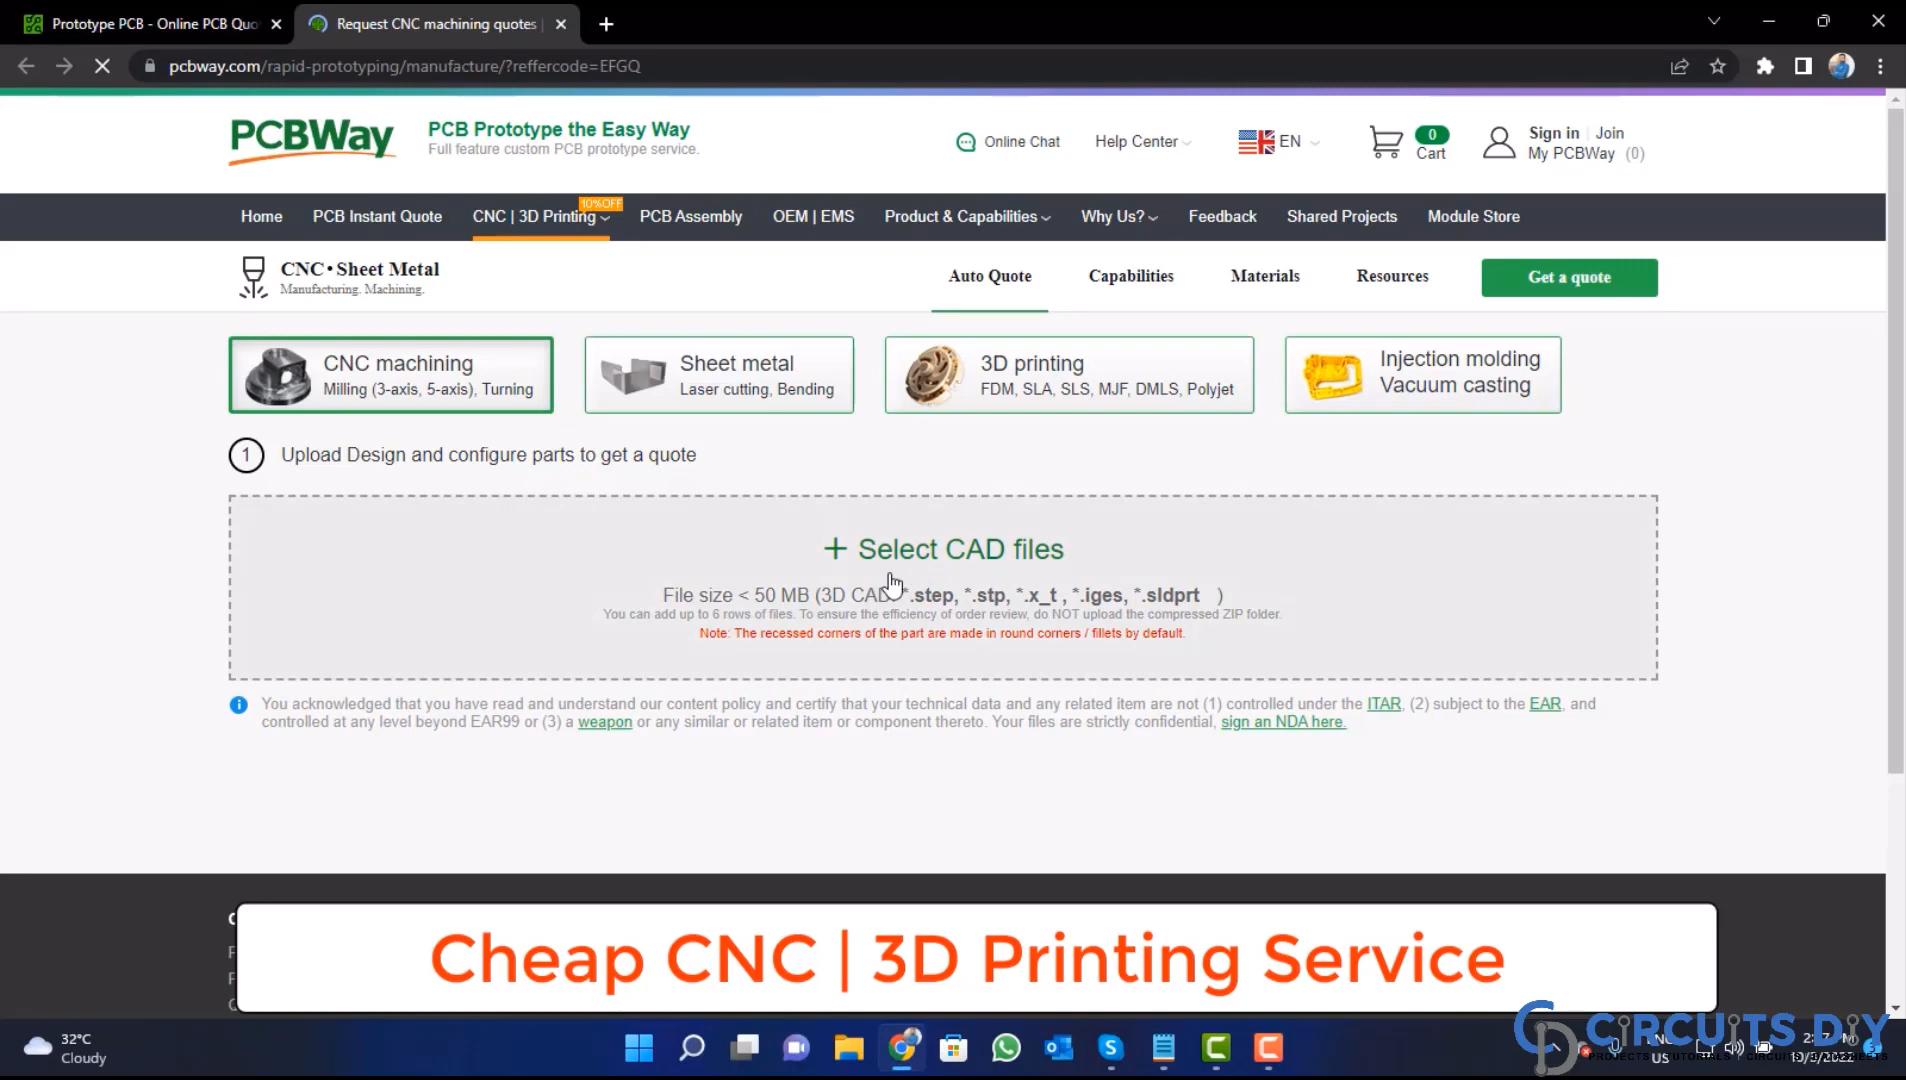 Prototype PCB - Online PCB Quo
Request CNC machining quotes
pcbway.com/rapid-prototyping/manufacture/?reffercode=EFGQ
PCBWay
PCB Prototype the Easy Way
Full feature custom PCB prototype service.
Online Chat
Help Center
EN
0
Cart
Sign in | Join
My PCBWay (0)
10%OFF
Home
PCB Instant Quote
CNC | 3D Printing
PCB Assembly
OEM | EMS
Product & Capabilities
Why Us?
Feedback
Shared Projects
Module Store
CNC•Sheet Metal
Manufacturing. Machining.
Auto Quote
Capabilities
Materials
Resources
Get a quote
CNC machining
Milling (3-axis, 5-axis), Turning
Sheet metal
Laser cutting, Bending
3D printing
FDM, SLA, SLS, MJF, DMLS, Polyjet
Injection molding
Vacuum casting
1
Upload Design and configure parts to get a quote
+ Select CAD files
File size < 50 MB (3D CAD *.step, *.stp, *.x_t , *.iges, *.sldprt )
You can add up to 6 rows of files. To ensure the efficiency of order review, do NOT upload the compressed ZIP folder.
Note: The recessed corners of the part are made in round corners / fillets by default.
You acknowledged that you have read and understand our content policy and certify that your technical data and any related item are not (1) controlled under the ITAR, (2) subject to the EAR, and
controlled at any level beyond EAR99 or (3) a weapon or any similar or related item or component thereto. Your files are strictly confidential, sign an NDA here.
Cheap CNC | 3D Printing Service
32°C
Cloudy
CiRCUiTS DiY
US